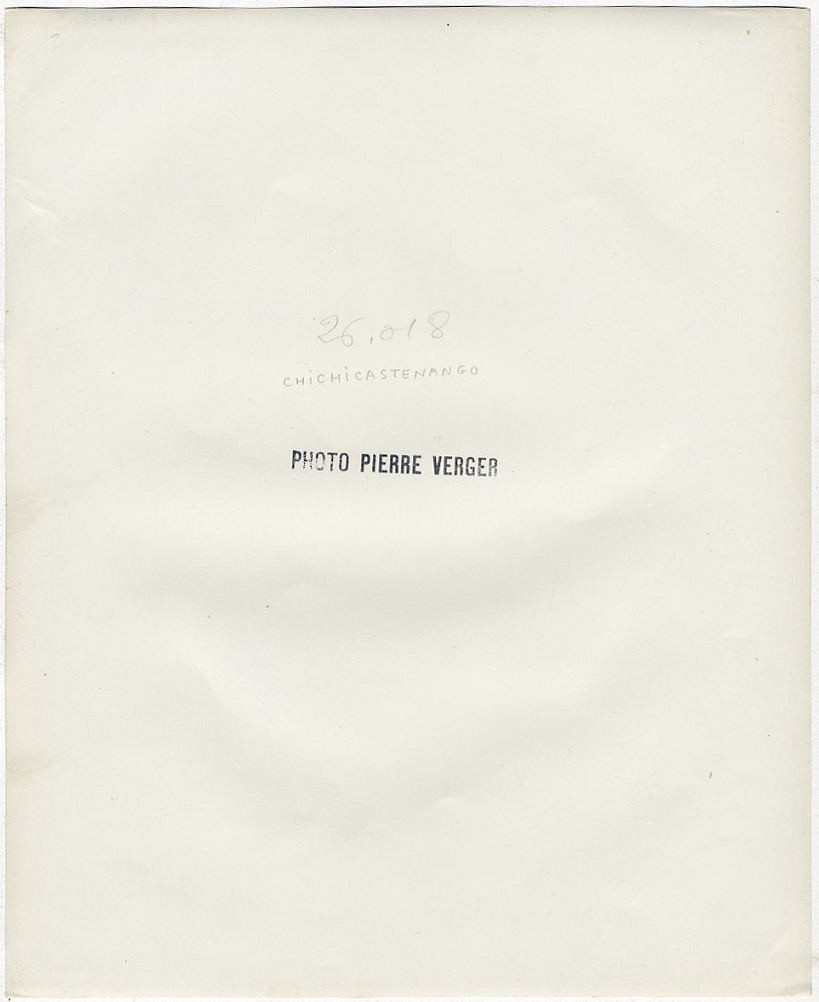 26.018
CHiCHiCASTENANGO
PHOTO PIERRE VERGER